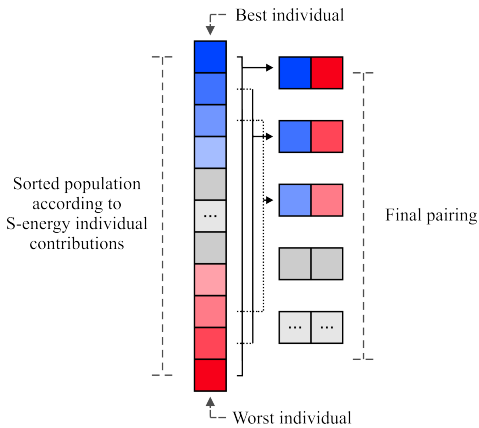 Best individual
Sorted population
according to
S-energy individual
contributions
...
... ...
Final pairing
Worst individual